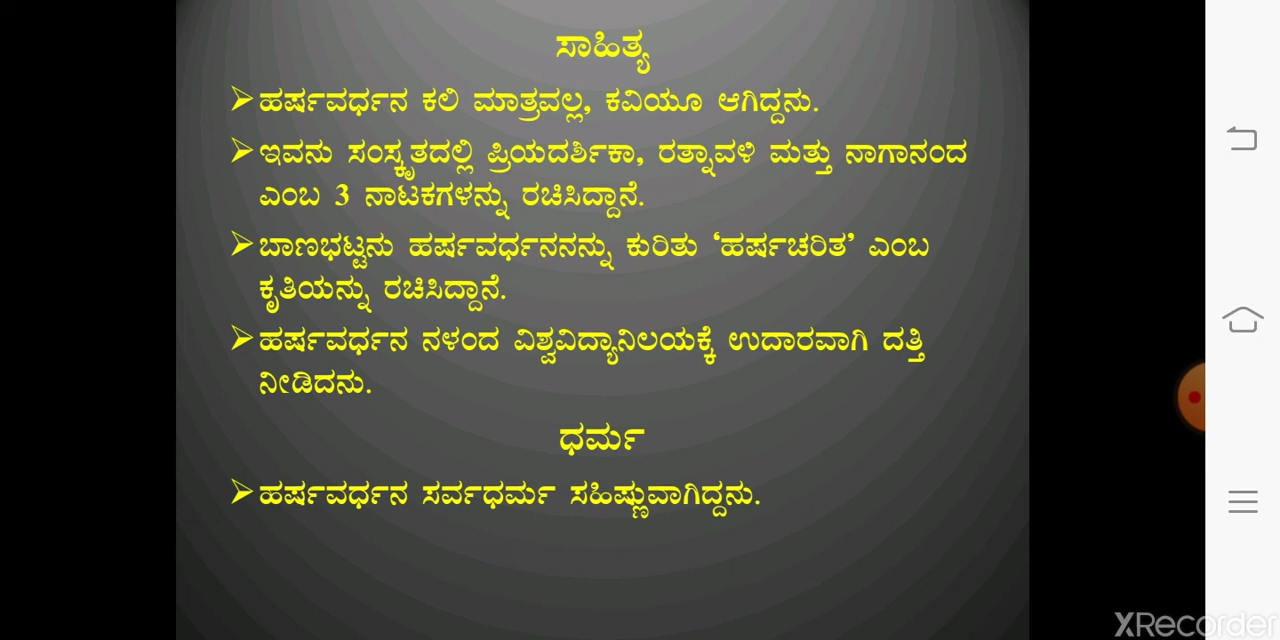 ಸಾಹಿತ್ಯ
➢ಹರ್ಷವರ್ಧನ ಕಲಿ ಮಾತ್ರವಲ್ಲ, ಕವಿಯೂ ಆಗಿದ್ದನು.
➢ಇವನು ಸಂಸ್ಕೃತದಲ್ಲಿ ಪ್ರಿಯದರ್ಶಿಕಾ, ರತ್ನಾವಳಿ ಮತ್ತು ನಾಗಾನಂದ
ಎಂಬ 3 ನಾಟಕಗಳನ್ನು ರಚಿಸಿದ್ದಾನೆ.
➢ಬಾಣಭಟ್ಟನು ಹರ್ಷವರ್ಧನನನ್ನು ಕುರಿತು ‘ಹರ್ಷಚರಿತ’ ಎಂಬ
ಕೃತಿಯನ್ನು ರಚಿಸಿದ್ದಾನೆ.
➢ಹರ್ಷವರ್ಧನ ನಳಂದ ವಿಶ್ವವಿದ್ಯಾನಿಲಯಕ್ಕೆ ಉದಾರವಾಗಿ ದತ್ತಿ
ನೀಡಿದನು.
ಧರ್ಮ
➢ಹರ್ಷವರ್ಧನ ಸರ್ವಧರ್ಮ ಸಹಿಷ್ಣುವಾಗಿದ್ದನು.
XRecorder